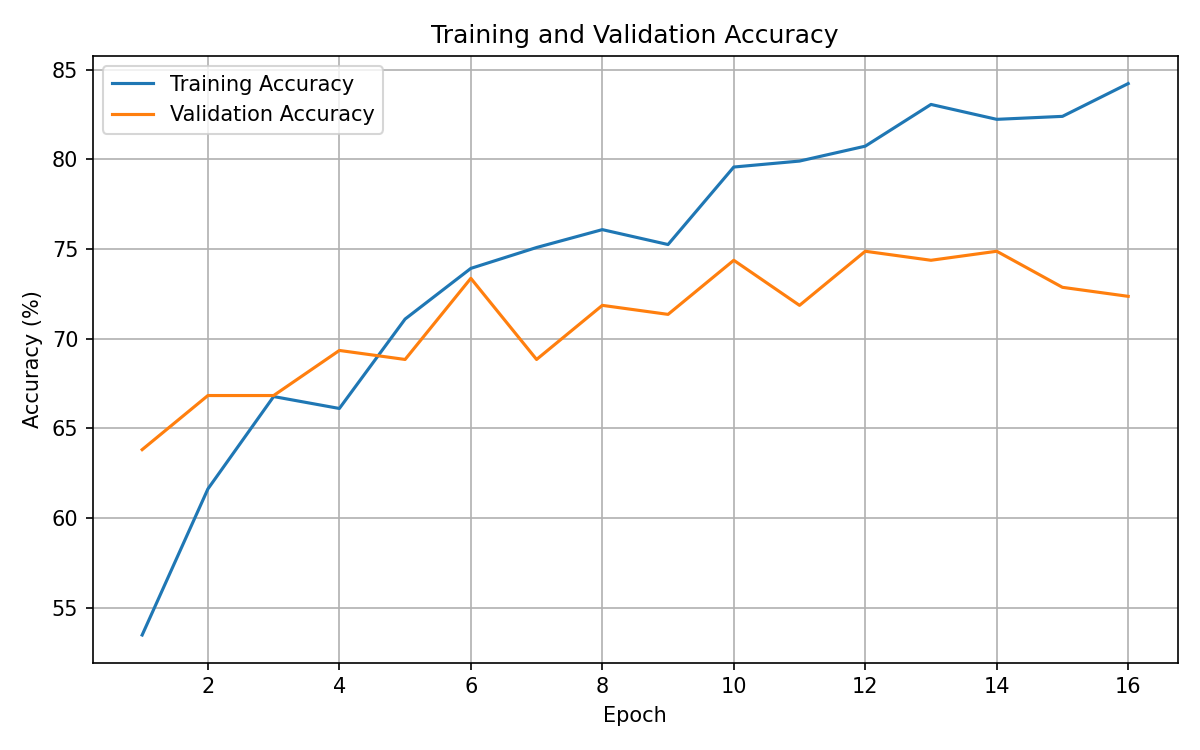 Training and Validation Accuracy
Training Accuracy
Validation Accuracy
Accuracy (%)
85
80
75
70
65
60
55
2 4 6 8 10 12 14 16
Epoch